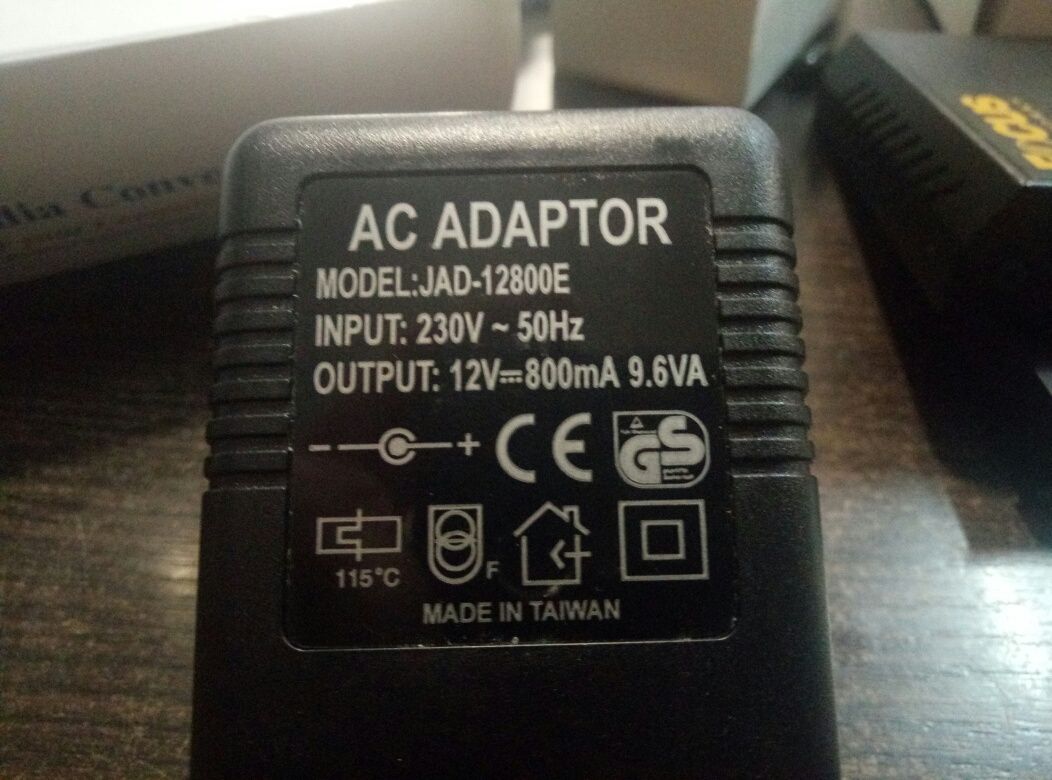 AC ADAPTOR
MODEL:JAD-12800E
INPUT: 230V ~ 50Hz
OUTPUT: 12V⎓800mA 9.6VA
− +
CE
GS
115°C
F
MADE IN TAIWAN